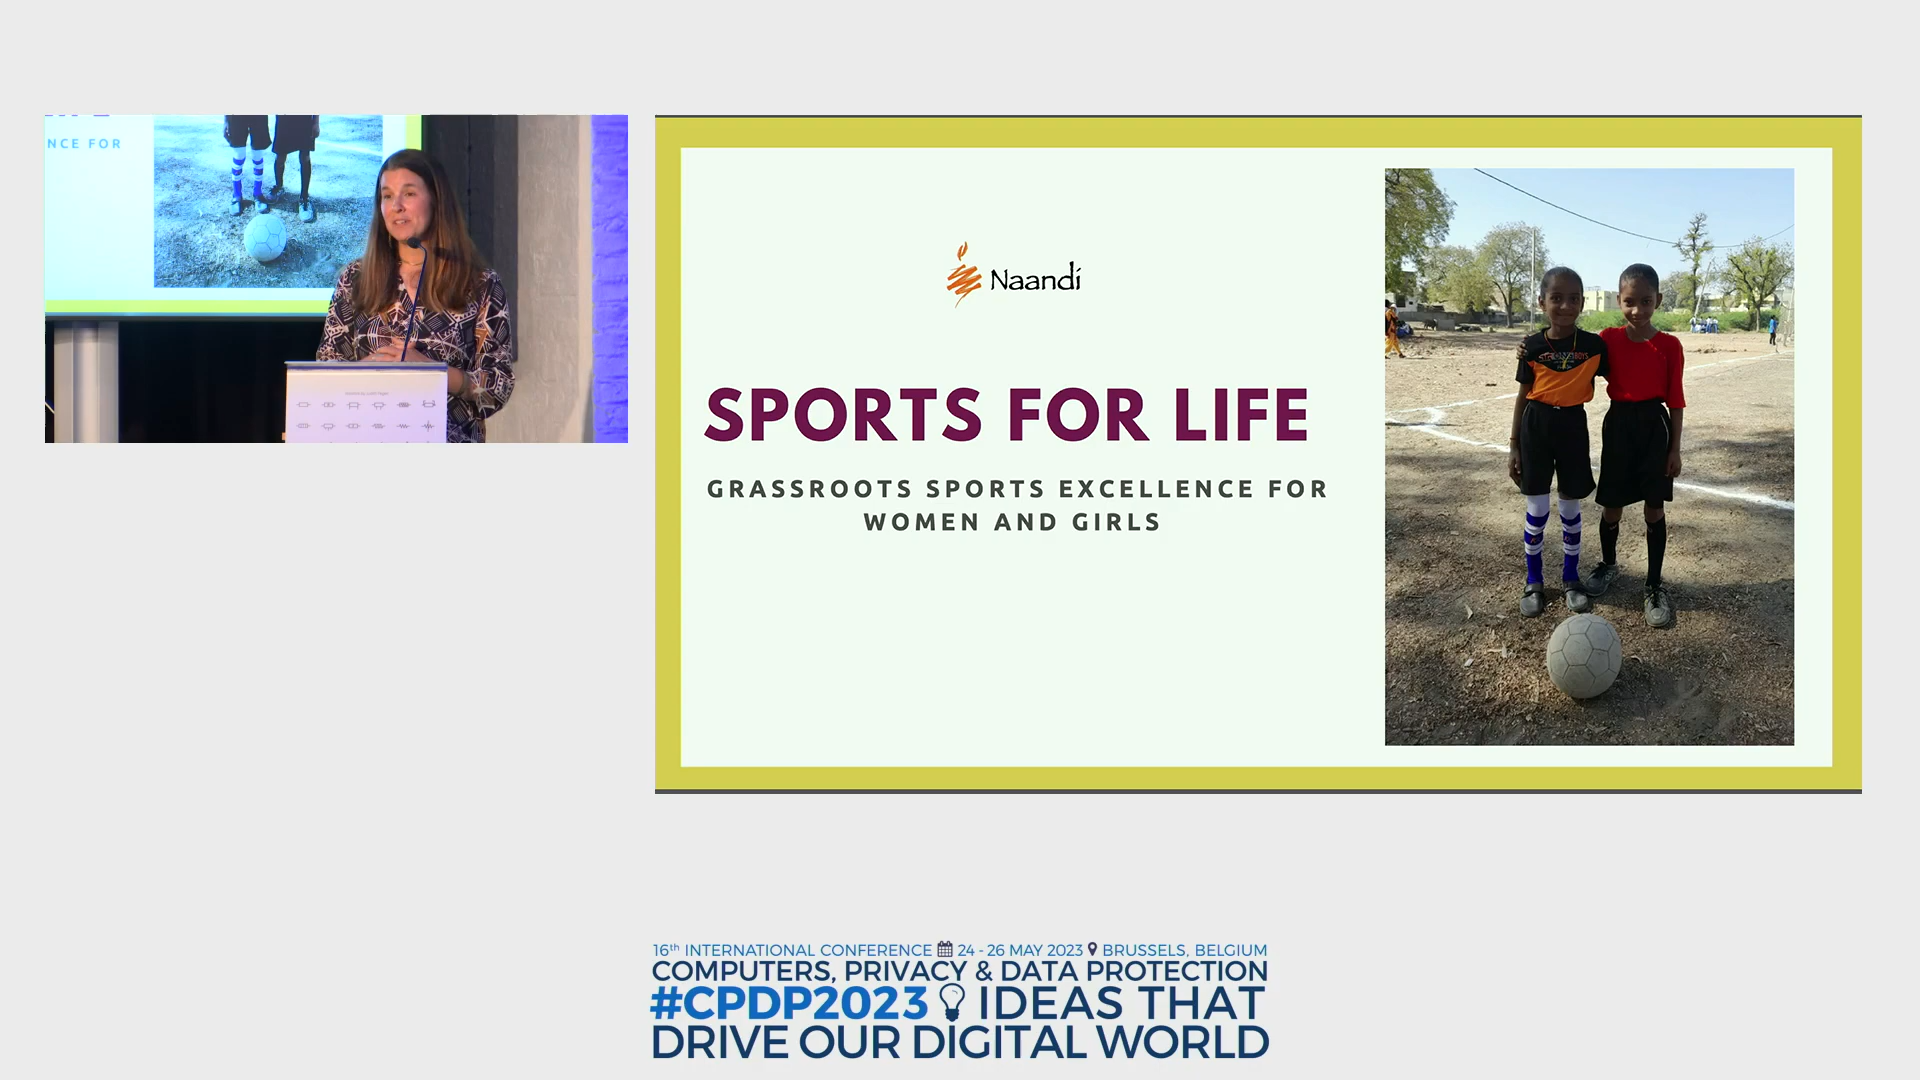 NCE FOR
Naandi
SPORTS FOR LIFE
GRASSROOTS SPORTS EXCELLENCE FOR
WOMEN AND GIRLS
16th INTERNATIONAL CONFERENCE 24 - 26 MAY 2023 BRUSSELS, BELGIUM
COMPUTERS, PRIVACY & DATA PROTECTION
#CPDP2023 IDEAS THAT
DRIVE OUR DIGITAL WORLD